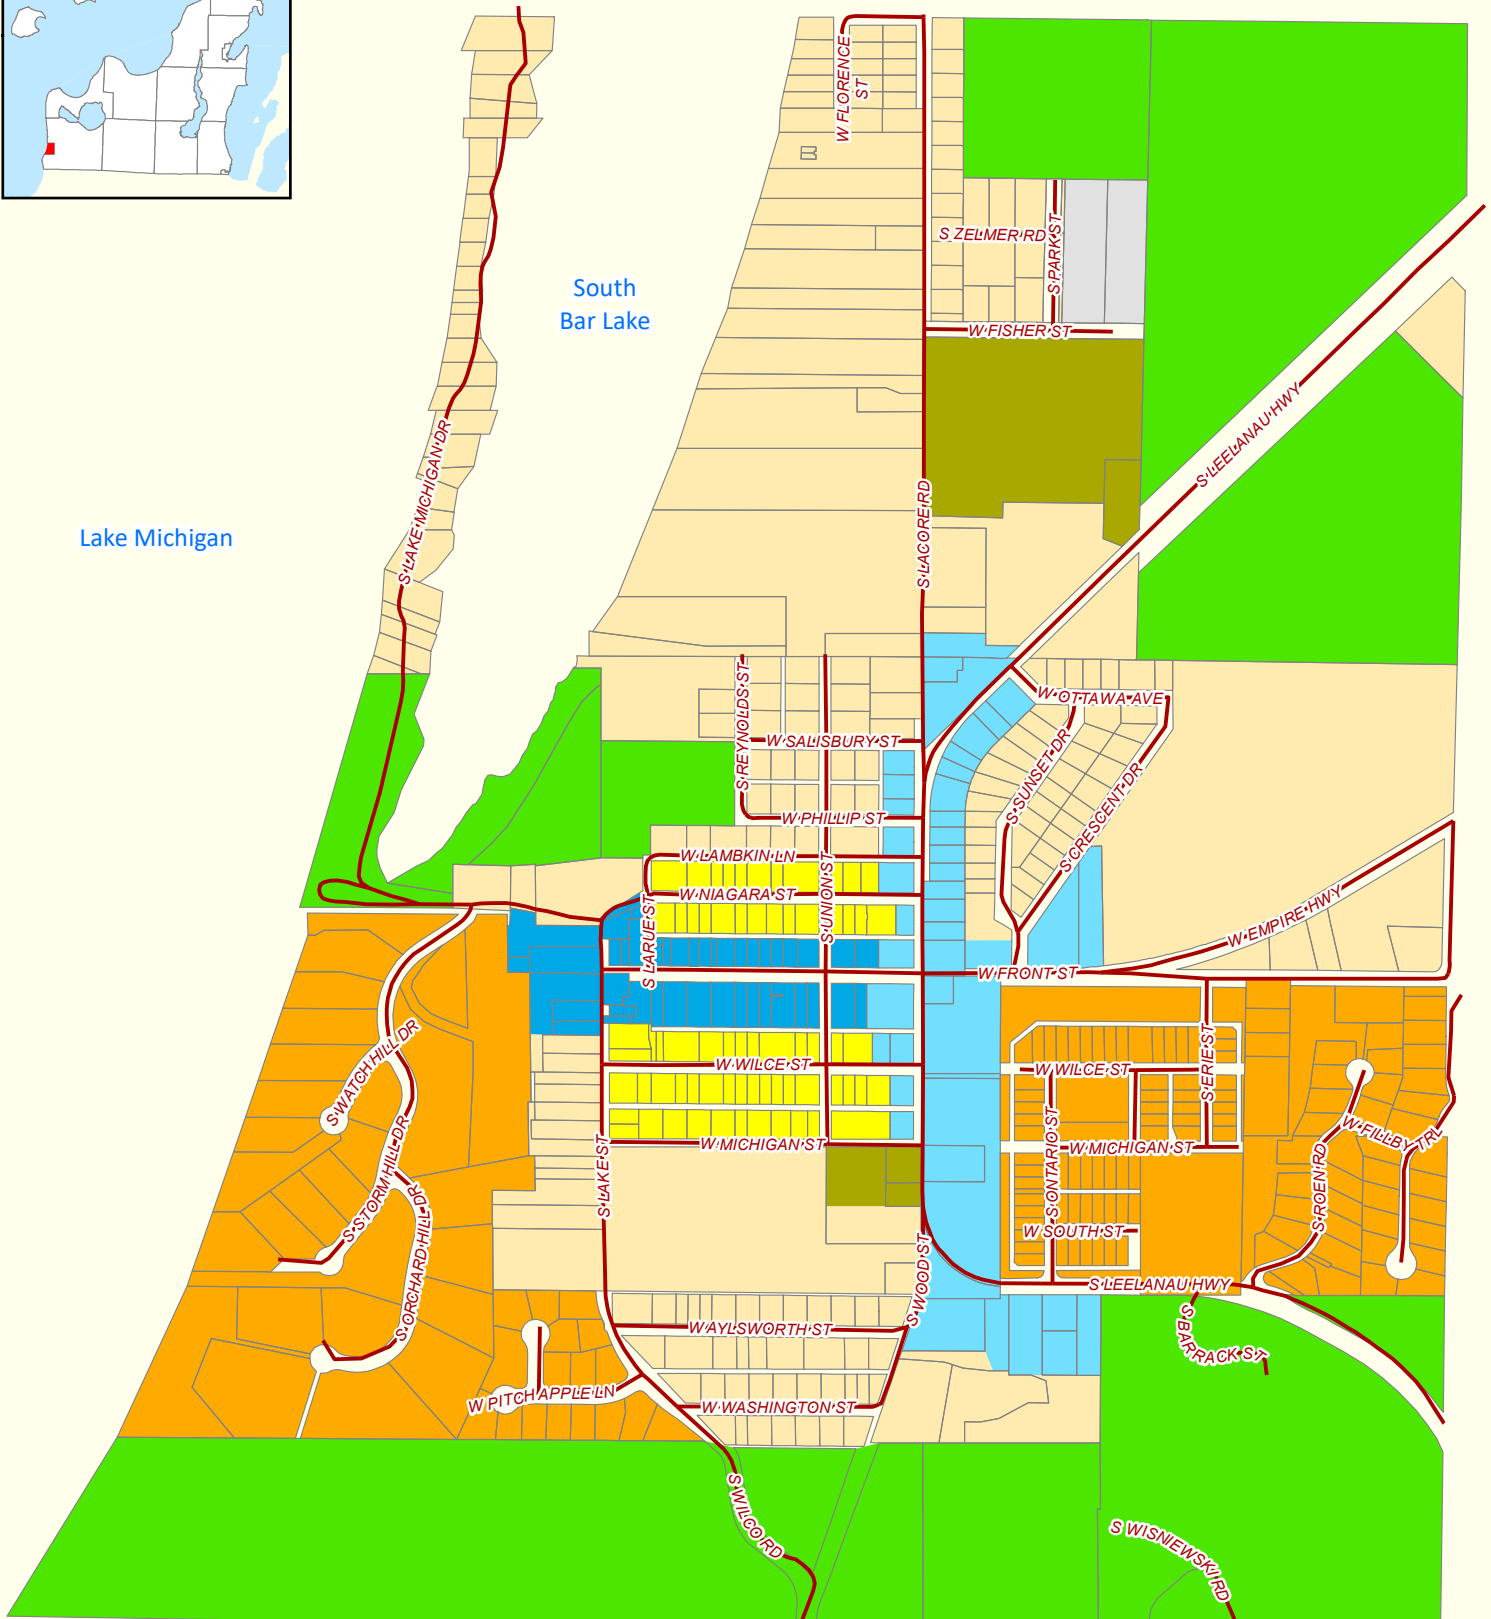 W FLORENCE
ST
S ZELMER RD
S PARK ST
South
Bar Lake
W FISHER ST
S LEELANAU HWY
S LAKE MICHIGAN DR
Lake Michigan
S LACORE RD
W OTTAWA AVE
S REYNOLDS ST
W SALISBURY ST
S SUNSET DR
S CRESCENT DR
W PHILLIP ST
W LAMBKIN LN
S UNION ST
W NIAGARA ST
S LARUE ST
W EMPIRE HWY
W FRONT ST
S WATCH HILL DR
W WILCE ST
W WILCE ST
S ERIE ST
S STORM HILL DR
W MICHIGAN ST
S ONTARIO ST
W MICHIGAN ST
W FILLBY TRL
S LAKE ST
S ROEN RD
S ORCHARD HILL DR
W SOUTH ST
S WOOD ST
S LEELANAU HWY
W AYLSWORTH ST
S BARRACK ST
W PITCH APPLE LN
W WASHINGTON ST
S WILCO RD
S WISNIEWSKI RD